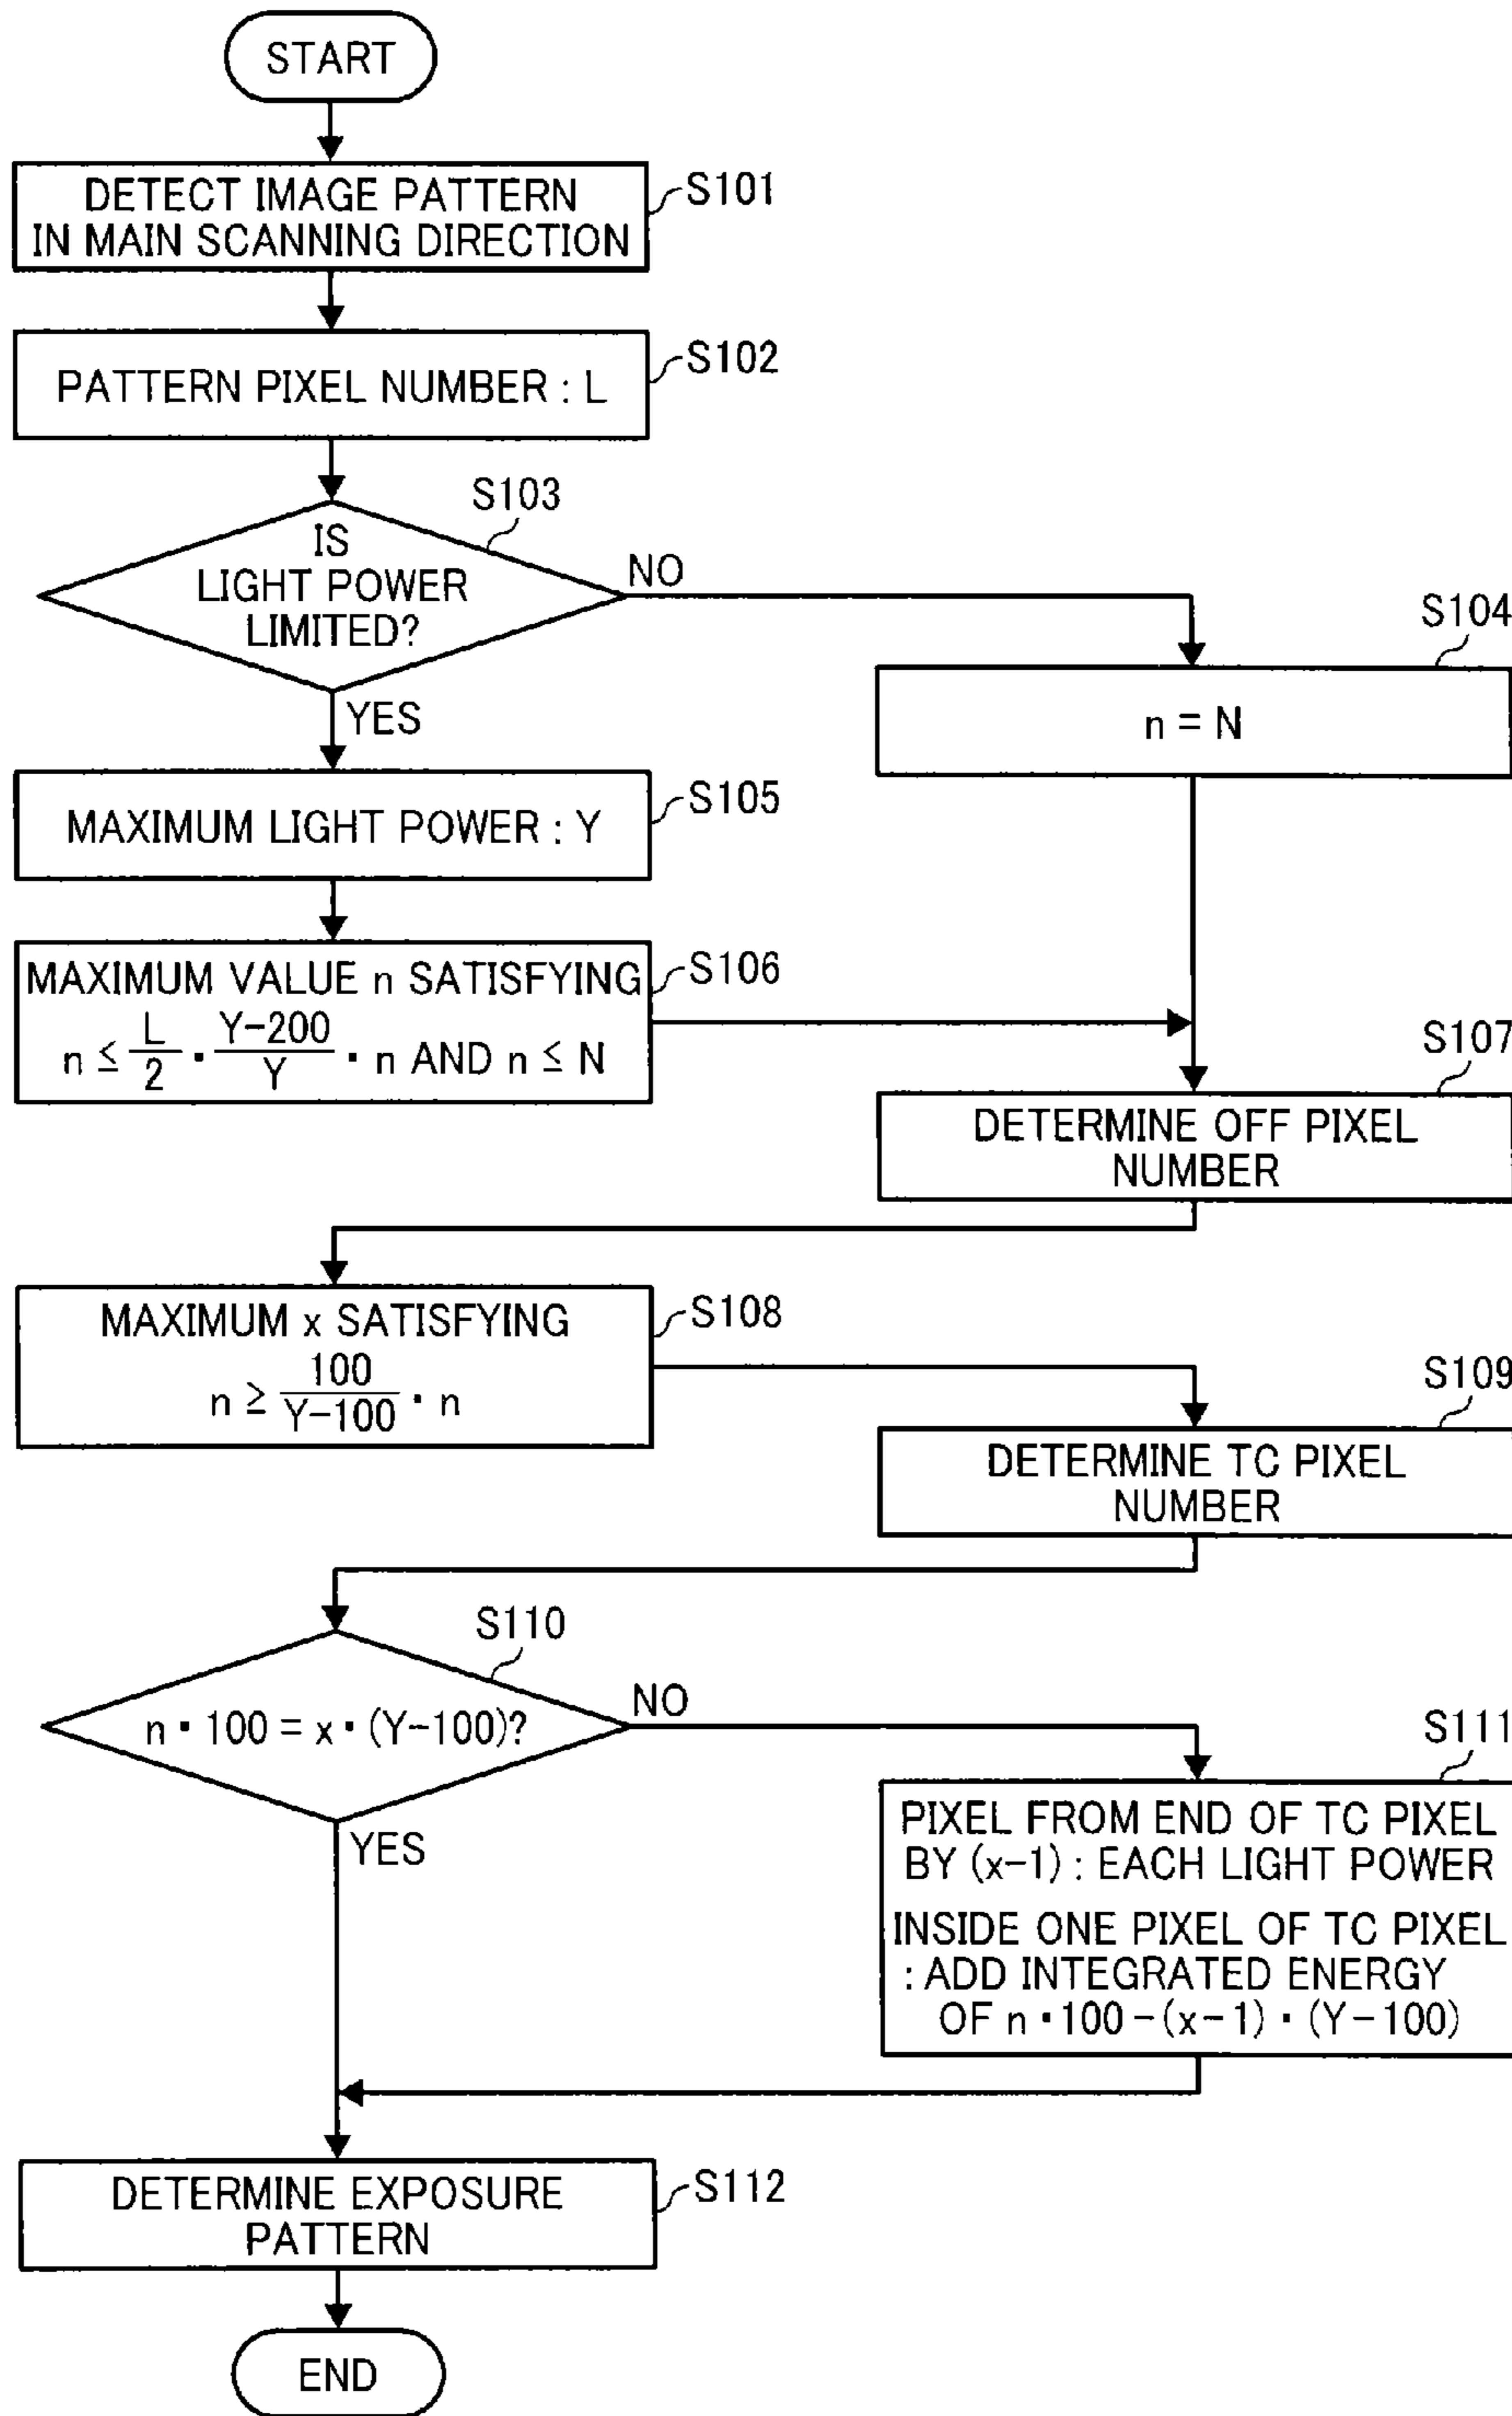 START
DETECT IMAGE PATTERN
IN MAIN SCANNING DIRECTION
S101
PATTERN PIXEL NUMBER : L
S102
IS
LIGHT POWER
LIMITED?
S103
NO
YES
S104
n = N
MAXIMUM LIGHT POWER : Y
S105
MAXIMUM VALUE n SATISFYING
n ≤ L/2 · Y-200/Y · n AND n ≤ N
S106
S107
DETERMINE OFF PIXEL
NUMBER
MAXIMUM x SATISFYING
n ≥ 100/Y-100 · n
S108
S109
DETERMINE TC PIXEL
NUMBER
S110
n · 100 = x · (Y-100)?
NO
YES
S111
PIXEL FROM END OF TC PIXEL
BY (x-1) : EACH LIGHT POWER
INSIDE ONE PIXEL OF TC PIXEL
: ADD INTEGRATED ENERGY
OF n · 100 - (x-1) · (Y-100)
DETERMINE EXPOSURE
PATTERN
S112
END